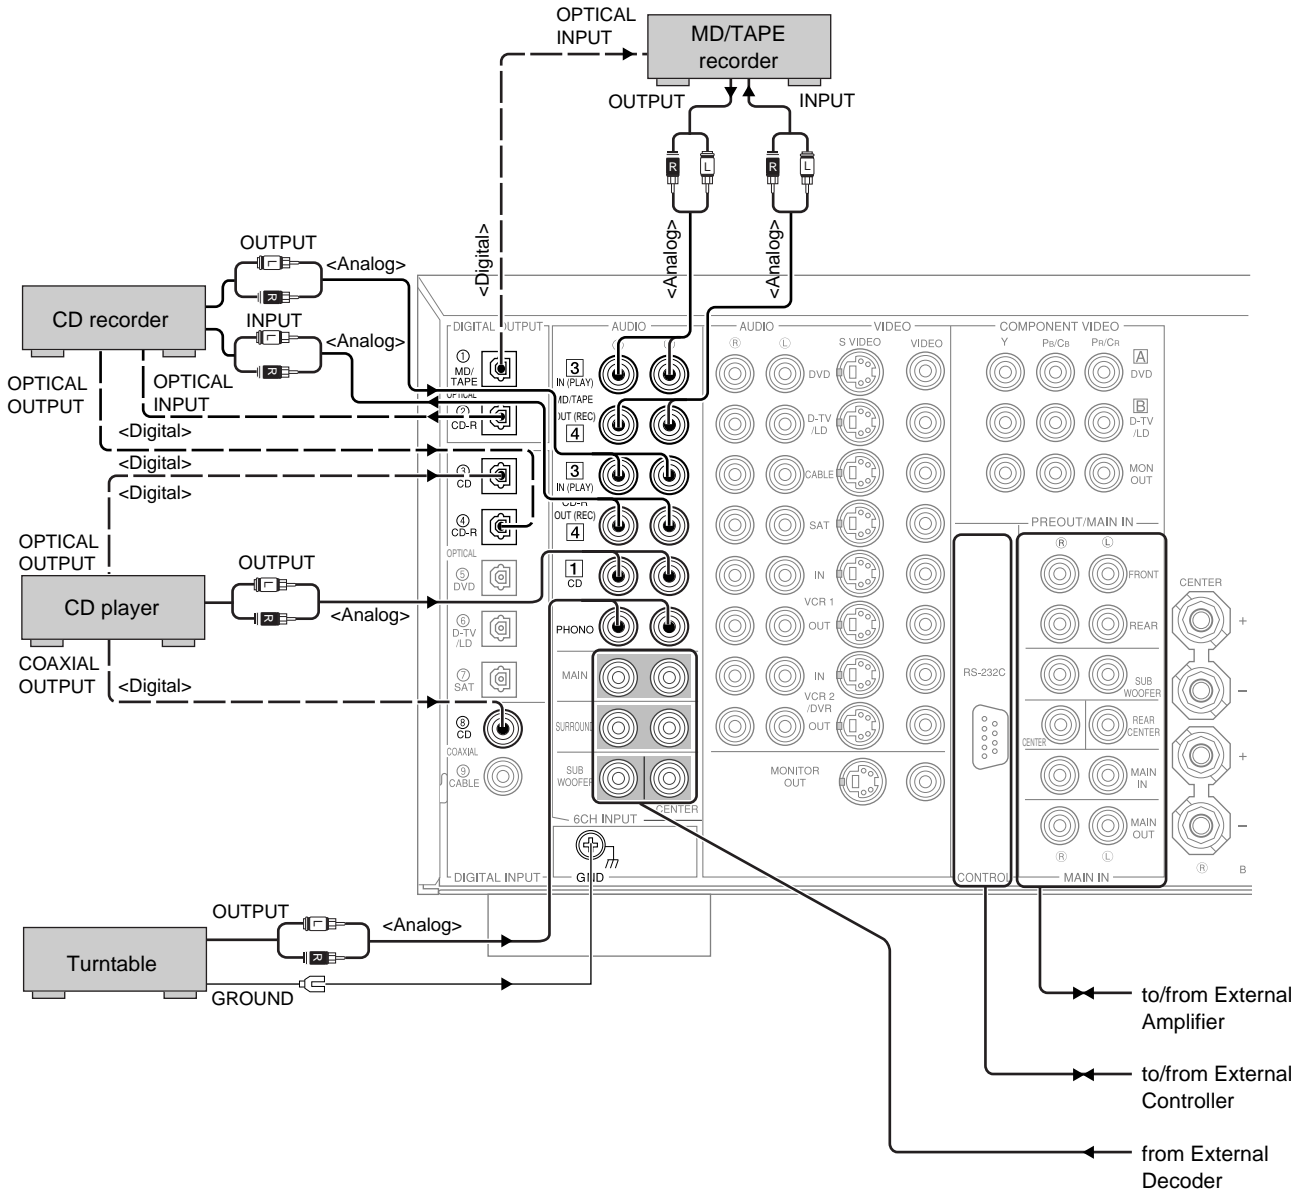 OPTICAL
INPUT
MD/TAPE
recorder
OUTPUT
INPUT
R
L
R
L
<Digital>
<Analog>
<Analog>
OUTPUT
L
R
<Analog>
CD recorder
INPUT
L
R
<Analog>
OPTICAL
OUTPUT
OPTICAL
INPUT
<Digital>
<Digital>
<Digital>
OPTICAL
OUTPUT
CD player
OUTPUT
L
R
<Analog>
COAXIAL
OUTPUT
<Digital>
DIGITAL OUTPUT
①
MD/
TAPE
OPTICAL
②
CD-R
③
CD
④
CD-R
OPTICAL
⑤
DVD
⑥
D-TV
/LD
⑦
SAT
⑧
CD
COAXIAL
⑨
CABLE
DIGITAL INPUT
AUDIO
3
IN (PLAY)
MD/TAPE
OUT (REC)
4
3
IN (PLAY)
CD-R
OUT (REC)
4
1
CD
PHONO
MAIN
SURROUND
SUB
WOOFER
CENTER
6CH INPUT
GND
AUDIO
VIDEO
Ⓡ
Ⓛ
S VIDEO
VIDEO
DVD
D-TV
/LD
CABLE
SAT
IN
VCR 1
OUT
IN
VCR 2
/DVR
OUT
MONITOR
OUT
COMPONENT VIDEO
Y
PB/CB
PR/CR
A
DVD
B
D-TV
/LD
MON
OUT
RS-232C
CONTROL
PREOUT/MAIN IN
Ⓡ
Ⓛ
FRONT
REAR
SUB
WOOFER
CENTER
REAR
CENTER
MAIN
IN
MAIN
OUT
Ⓡ
Ⓛ
MAIN IN
CENTER
+
–
+
–
Ⓡ
B
OUTPUT
L
R
<Analog>
Turntable
GROUND
to/from External
Amplifier
to/from External
Controller
from External
Decoder